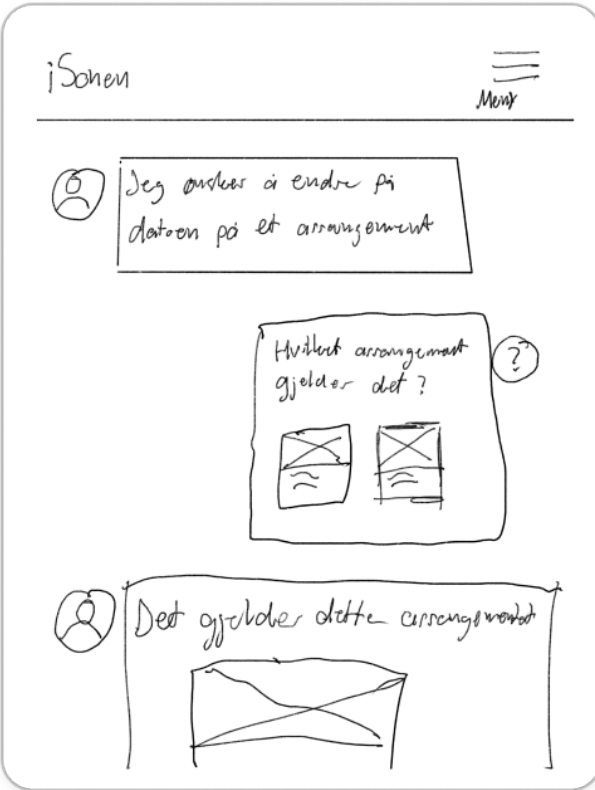 iSonen
Meny
Jeg ønsker å endre på
datoen på et arrangement
Hvilket arrangement
gjelder det?
?
Det gjelder dette arrangementet